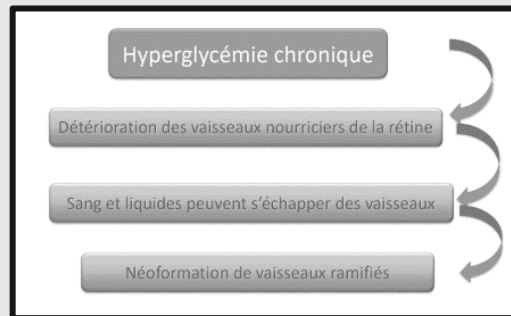 Hyperglycémie chronique
Détérioration des vaisseaux nourriciers de la rétine
Sang et liquides peuvent s'échapper des vaisseaux
Néoformation de vaisseaux ramifiés